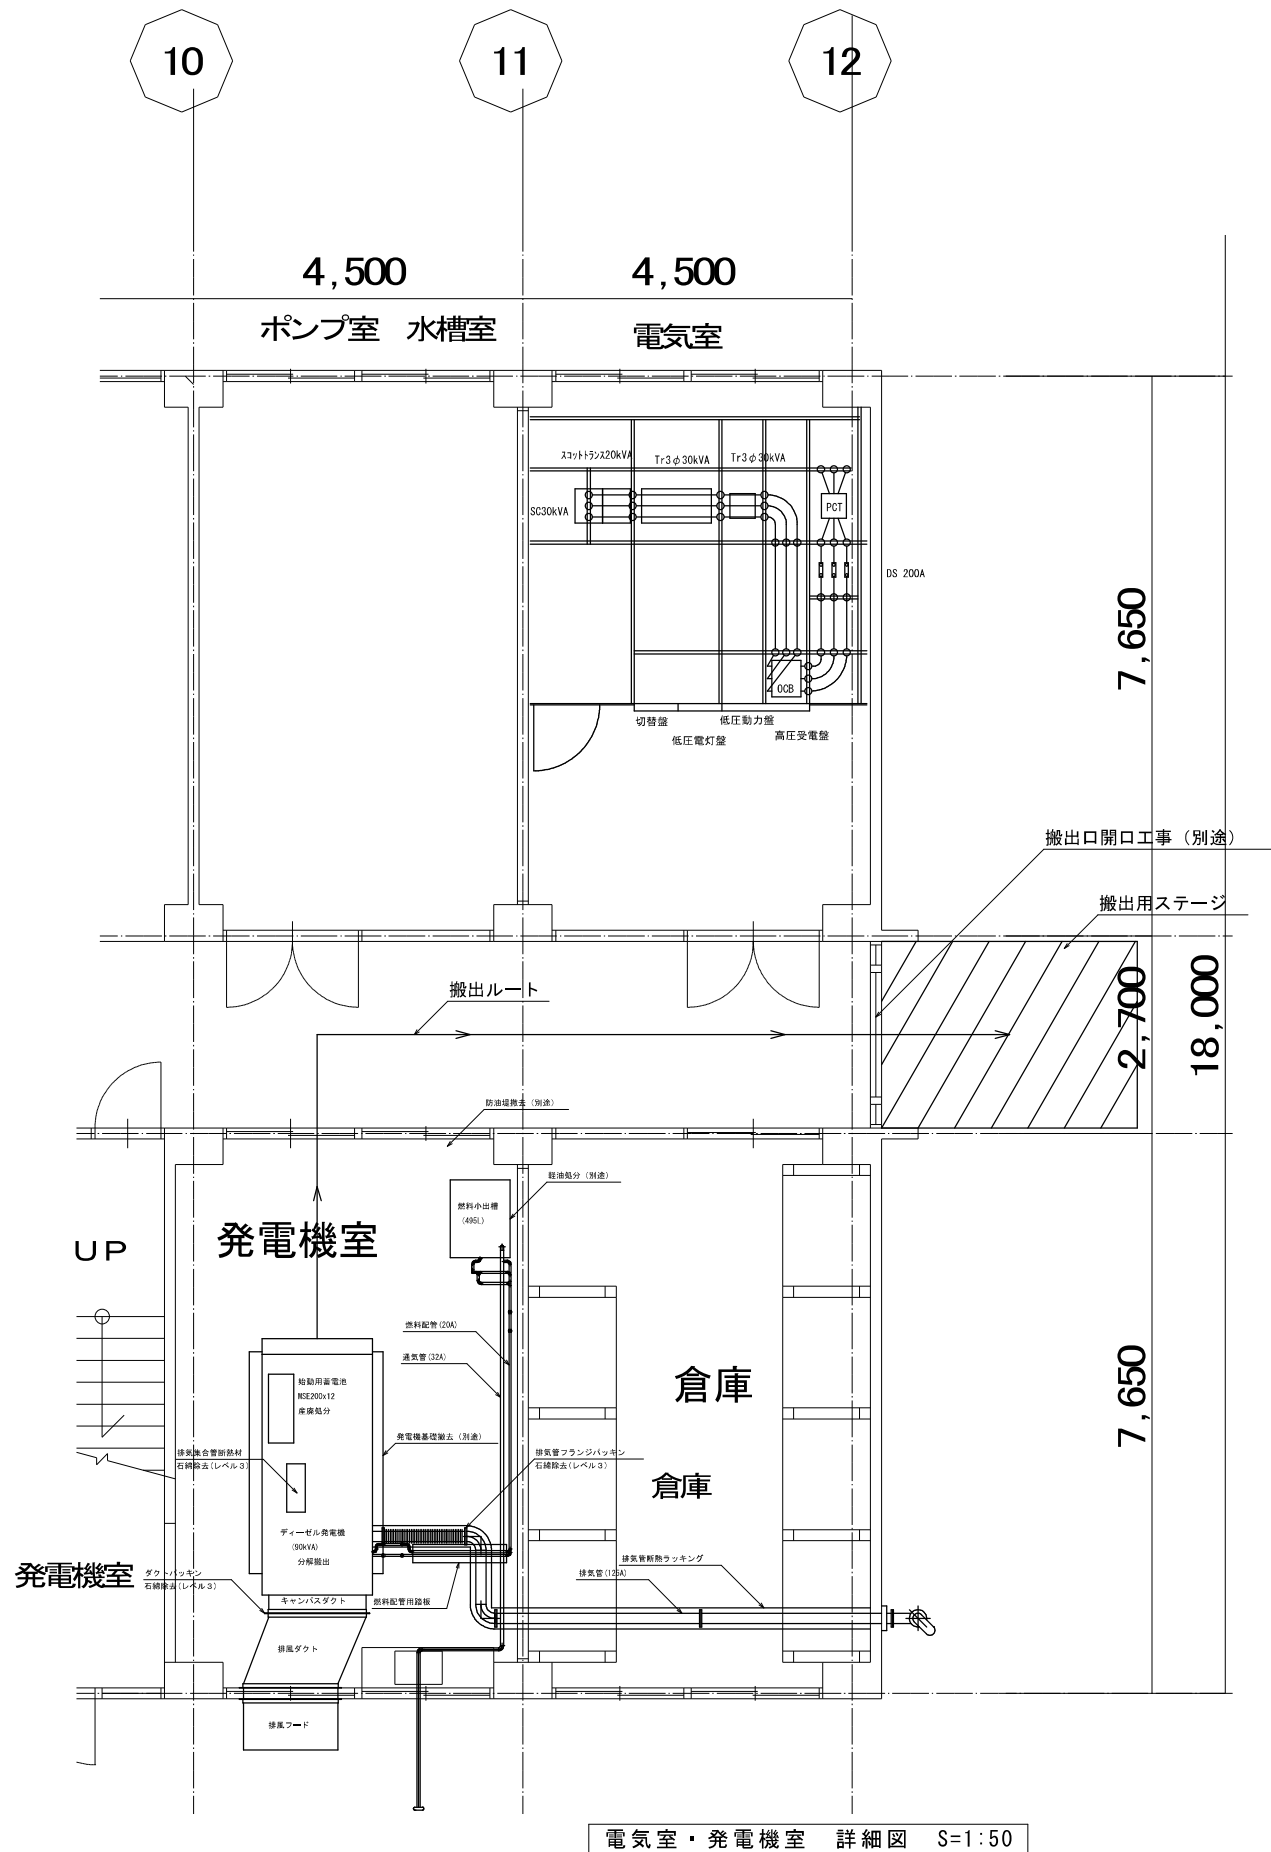 10
11
12
4,500
4,500
ポンプ室 水槽室
電気室
スコットトランス20kVA
Tr3φ30kVA
Tr3φ30kVA
SC30kVA
PCT
DS 200A
7,650
OCB
切替盤
低圧動力盤
低圧電灯盤
高圧受電盤
搬出口開口工事（別途）
搬出用ステージ
搬出ルート
2,700
18,000
防油堤撤去（別途）
軽油処分（別途）
燃料小出槽
(495L)
発電機室
UP
燃料配管(20A)
通気管(32A)
倉庫
7,650
始動用蓄電池
MSE200x12
産廃処分
発電機基礎撤去（別途）
排気集合管断熱材
石綿除去(レベル3)
排気管フランジパッキン
石綿除去(レベル3)
倉庫
ディーゼル発電機
(90kVA)
分解搬出
排気管断熱ラッキング
排気管(125A)
発電機室
ダクトパッキン
石綿除去(レベル3)
キャンバスダクト
燃料配管用踏板
排風ダクト
排風フード
電気室・発電機室 詳細図 S=1:50